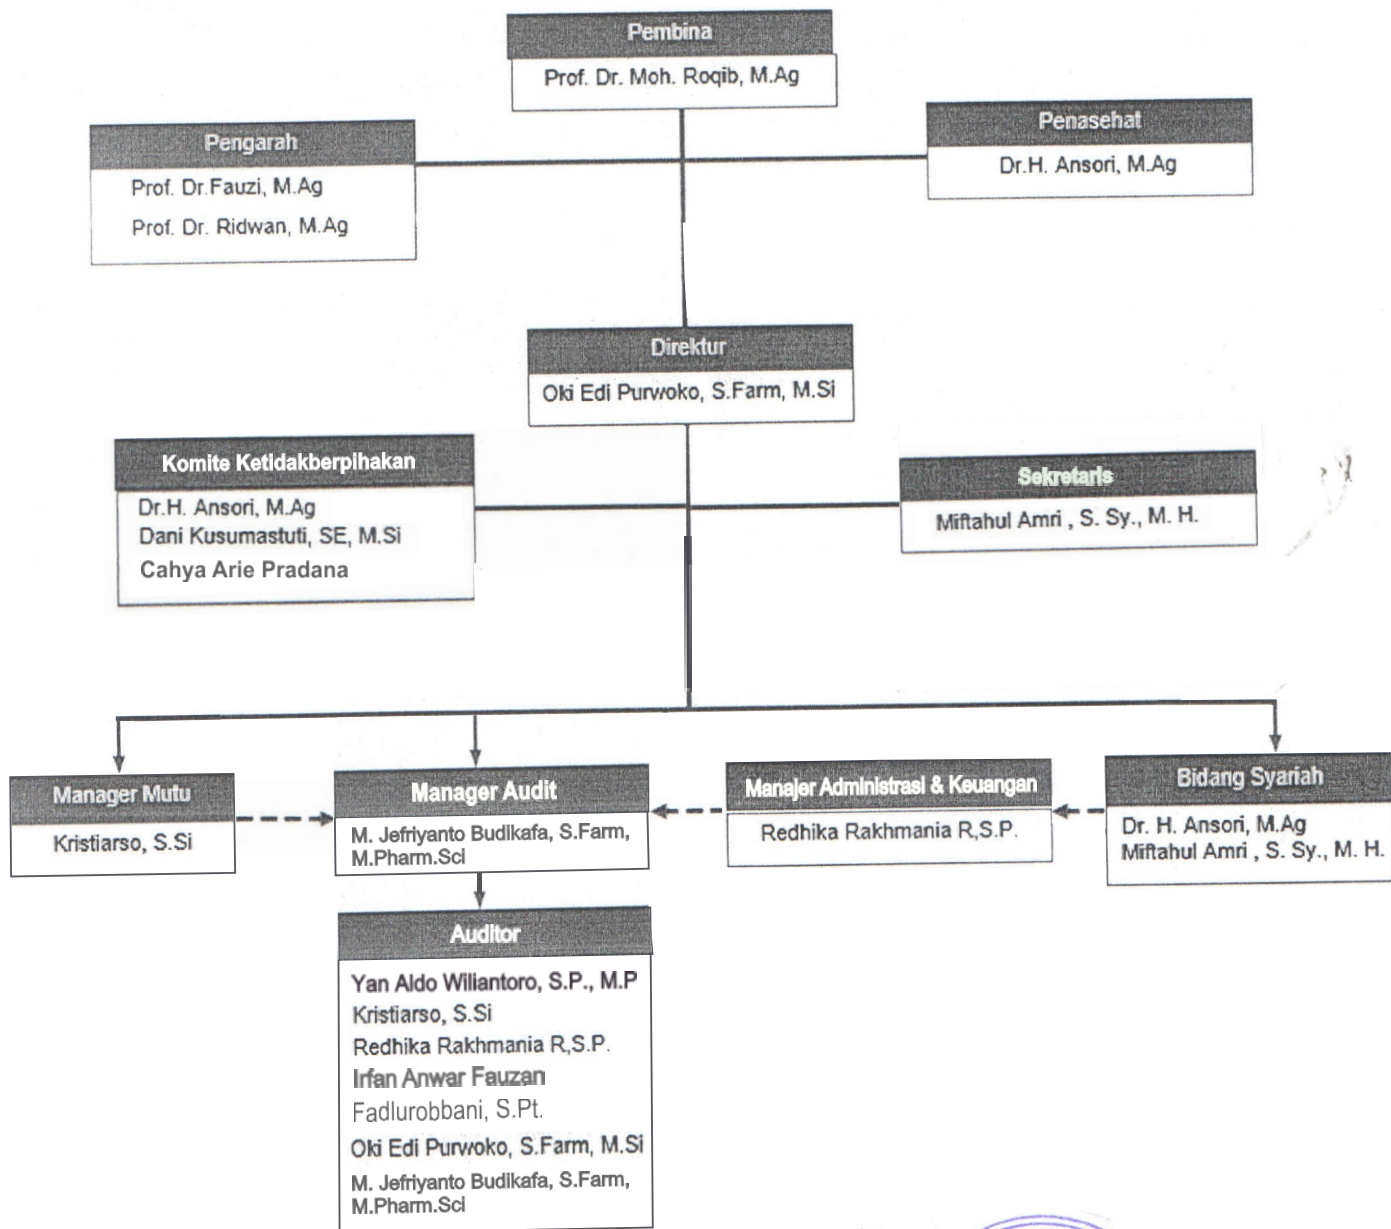 Pembina
Prof. Dr. Moh. Roqib, M.Ag
Pengarah
Prof. Dr.Fauzi, M.Ag
Prof. Dr. Ridwan, M.Ag
Penasehat
Dr.H. Ansori, M.Ag
Direktur
Oki Edi Purwoko, S.Farm, M.Si
Komite Ketidakberpihakan
Dr.H. Ansori, M.Ag
Dani Kusumastuti, SE, M.Si
Cahya Arie Pradana
Sekretaris
Miftahul Amri , S. Sy., M. H.
Manager Mutu
Kristiarso, S.Si
Manager Audit
M. Jefriyanto Budikafa, S.Farm,
M.Pharm.Sci
Manajer Administrasi & Keuangan
Redhika Rakhmania R,S.P.
Bidang Syariah
Dr. H. Ansori, M.Ag
Miftahul Amri , S. Sy., M. H.
Auditor
Yan Aldo Wiliantoro, S.P., M.P
Kristiarso, S.Si
Redhika Rakhmania R,S.P.
Irfan Anwar Fauzan
Fadlurobbani, S.Pt.
Oki Edi Purwoko, S.Farm, M.Si
M. Jefriyanto Budikafa, S.Farm,
M.Pharm.Sci